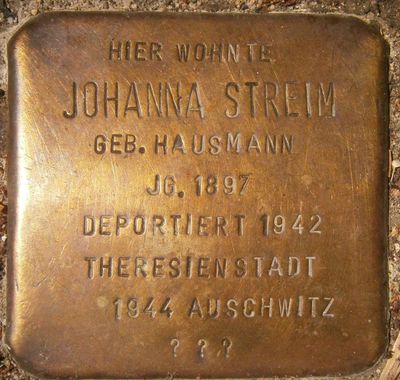 HIER WOHNTE
JOHANNA STREIM
GEB. HAUSMANN
JG. 1897
DEPORTIERT 1942
THERESIENSTADT
1944 AUSCHWITZ
? ? ?